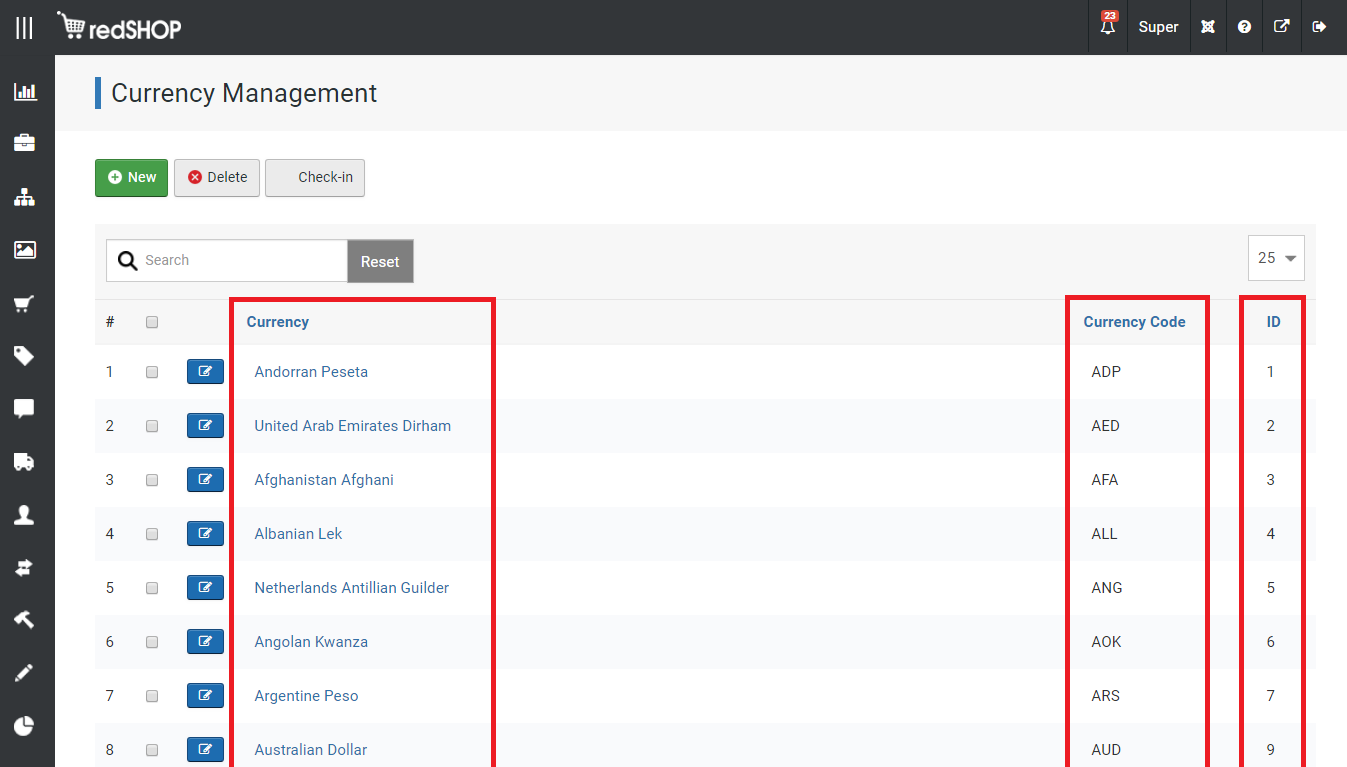 redSHOP
23
Super
Currency Management
New Delete Check-in
Search Reset
25
# Currency Currency Code ID
1 Andorran Peseta ADP 1
2 United Arab Emirates Dirham AED 2
3 Afghanistan Afghani AFA 3
4 Albanian Lek ALL 4
5 Netherlands Antillian Guilder ANG 5
6 Angolan Kwanza AOK 6
7 Argentine Peso ARS 7
8 Australian Dollar AUD 9